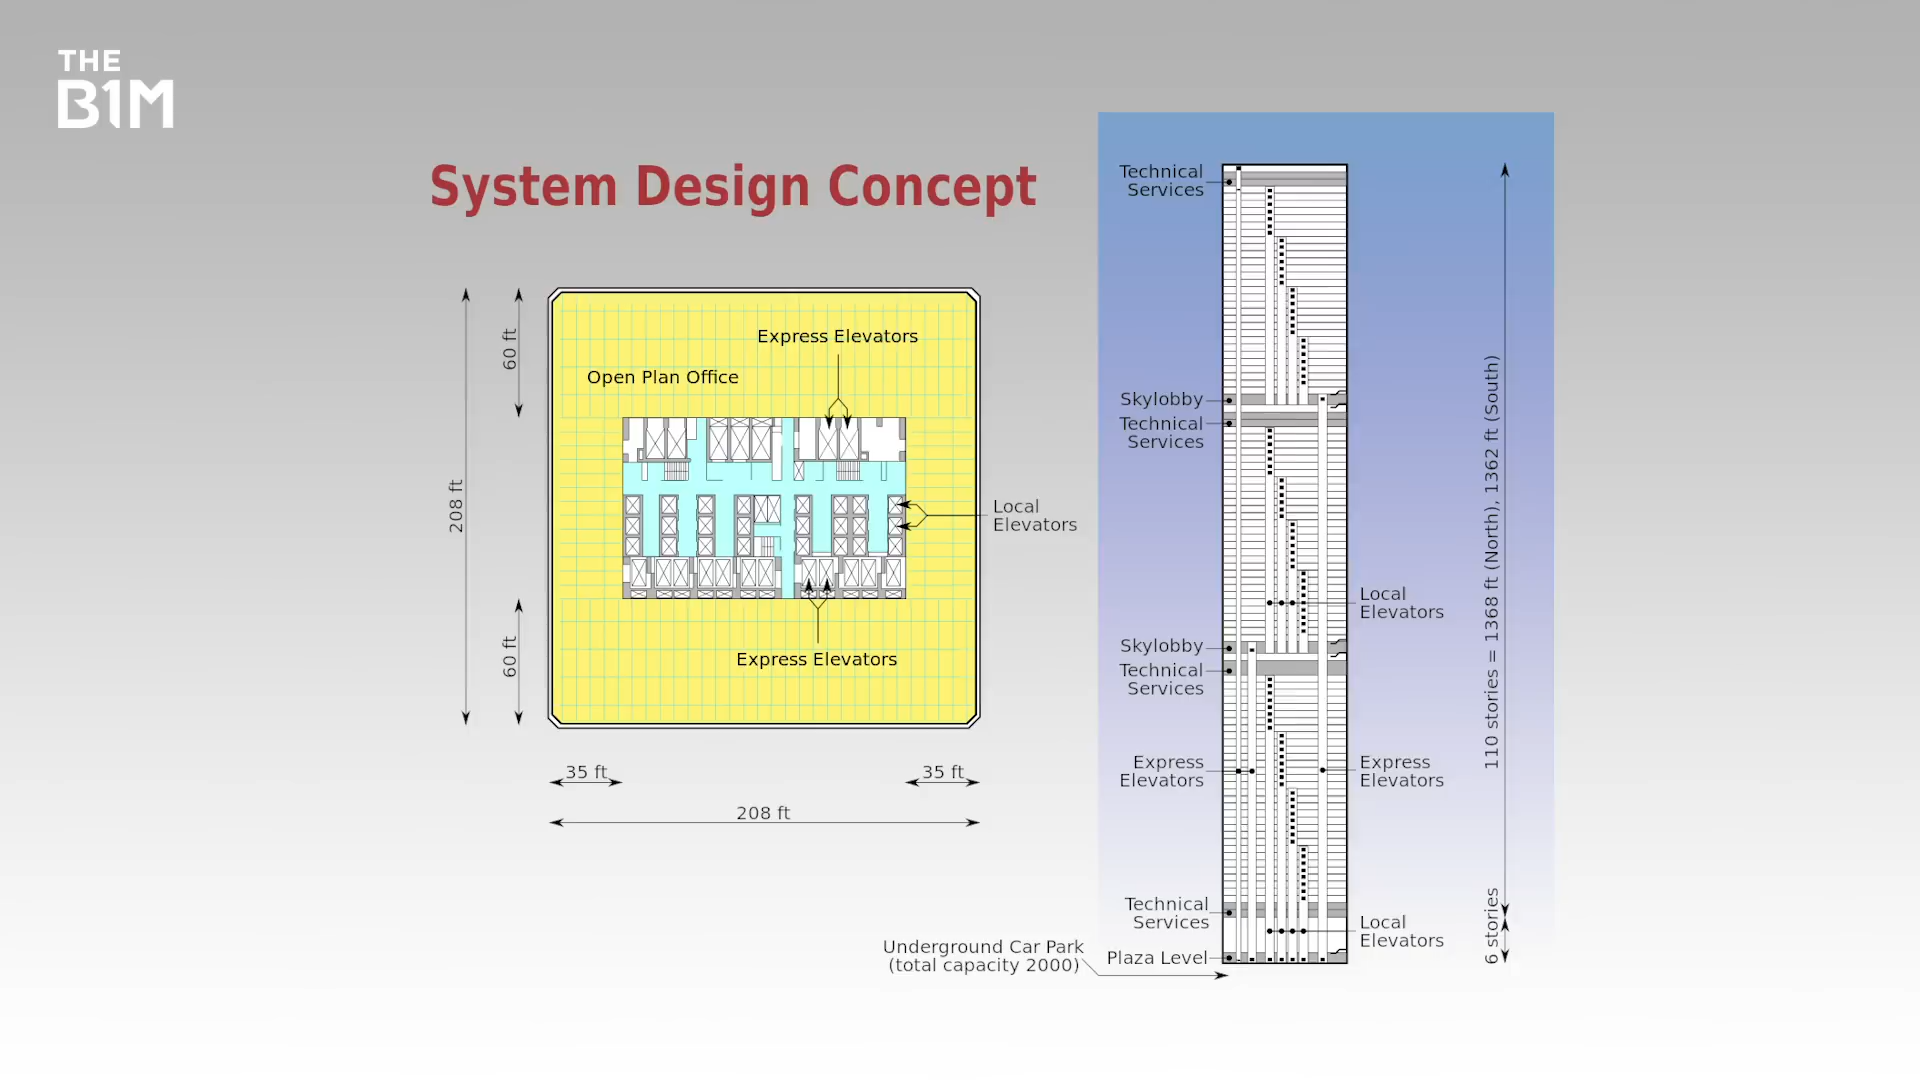 THE
B1M
System Design Concept
Express Elevators
Open Plan Office
60 ft
208 ft
60 ft
Local
Elevators
Express Elevators
35 ft
35 ft
208 ft
Technical
Services
Skylobby
Technical
Services
Skylobby
Technical
Services
Express
Elevators
Technical
Services
Plaza Level
Underground Car Park
(total capacity 2000)
Local
Elevators
Express
Elevators
Local
Elevators
110 stories = 1368 ft (North), 1362 ft (South)
6 stories